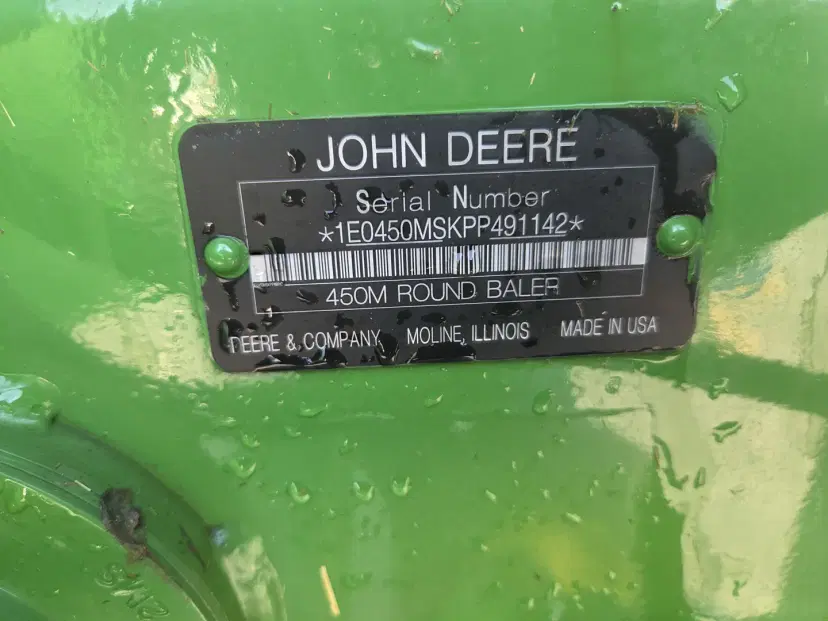 JOHN DEERE
Serial Number
*1E0450MSKPP491142*
450M ROUND BALER
DEERE & COMPANY MOLINE, ILLINOIS MADE IN USA